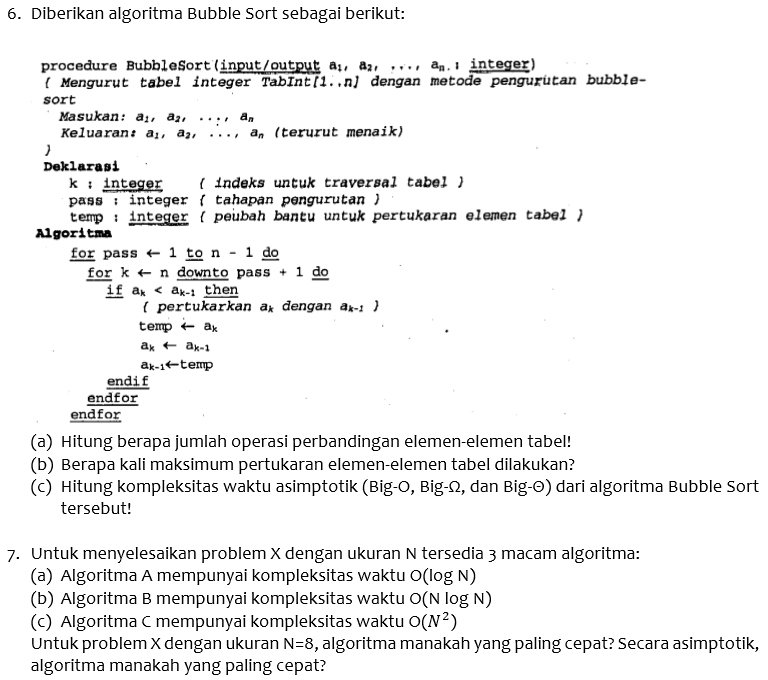 6. Diberikan algoritma Bubble Sort sebagai berikut:
procedure BubbleSort(input/output a₁, a₂, ..., aₙ : integer)
{ Mengurut tabel integer TabInt[1..n] dengan metode pengurutan bubble-
sort
Masukan: a₁, a₂, ..., aₙ
Keluaran: a₁, a₂, ..., aₙ (terurut menaik)
}
Deklarasi
k : integer { indeks untuk traversal tabel }
pass : integer { tahapan pengurutan }
temp : integer { peubah bantu untuk pertukaran elemen tabel }
Algoritma
for pass ← 1 to n - 1 do
for k ← n downto pass + 1 do
if aₖ < aₖ₋₁ then
{ pertukarkan aₖ dengan aₖ₋₁ }
temp ← aₖ
aₖ ← aₖ₋₁
aₖ₋₁←temp
endif
endfor
endfor
(a) Hitung berapa jumlah operasi perbandingan elemen-elemen tabel!
(b) Berapa kali maksimum pertukaran elemen-elemen tabel dilakukan?
(c) Hitung kompleksitas waktu asimptotik (Big-O, Big-Ω, dan Big-Θ) dari algoritma Bubble Sort
tersebut!
7. Untuk menyelesaikan problem X dengan ukuran N tersedia 3 macam algoritma:
(a) Algoritma A mempunyai kompleksitas waktu O(log N)
(b) Algoritma B mempunyai kompleksitas waktu O(N log N)
(c) Algoritma C mempunyai kompleksitas waktu O(N²)
Untuk problem X dengan ukuran N=8, algoritma manakah yang paling cepat? Secara asimptotik,
algoritma manakah yang paling cepat?